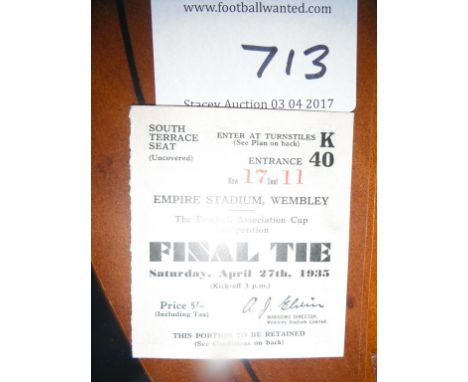 www.footballwanted.com
713
Stacey Auction 03 04 2017
SOUTH TERRACE SEAT
(Uncovered)
ENTER AT TURNSTILES K
(See Plan on back)
ENTRANCE 40
Row 17 Seat 11
EMPIRE STADIUM, WEMBLEY
The Football Association Cup
Competition
FINAL TIE
Saturday, April 27th, 1935
(Kick-off 3 p.m.)
Price 5/-
(Including Tax)
A. J. Elvin
MANAGING DIRECTOR,
Wembley Stadium Limited.
THIS PORTION TO BE RETAINED
(See Conditions on back)